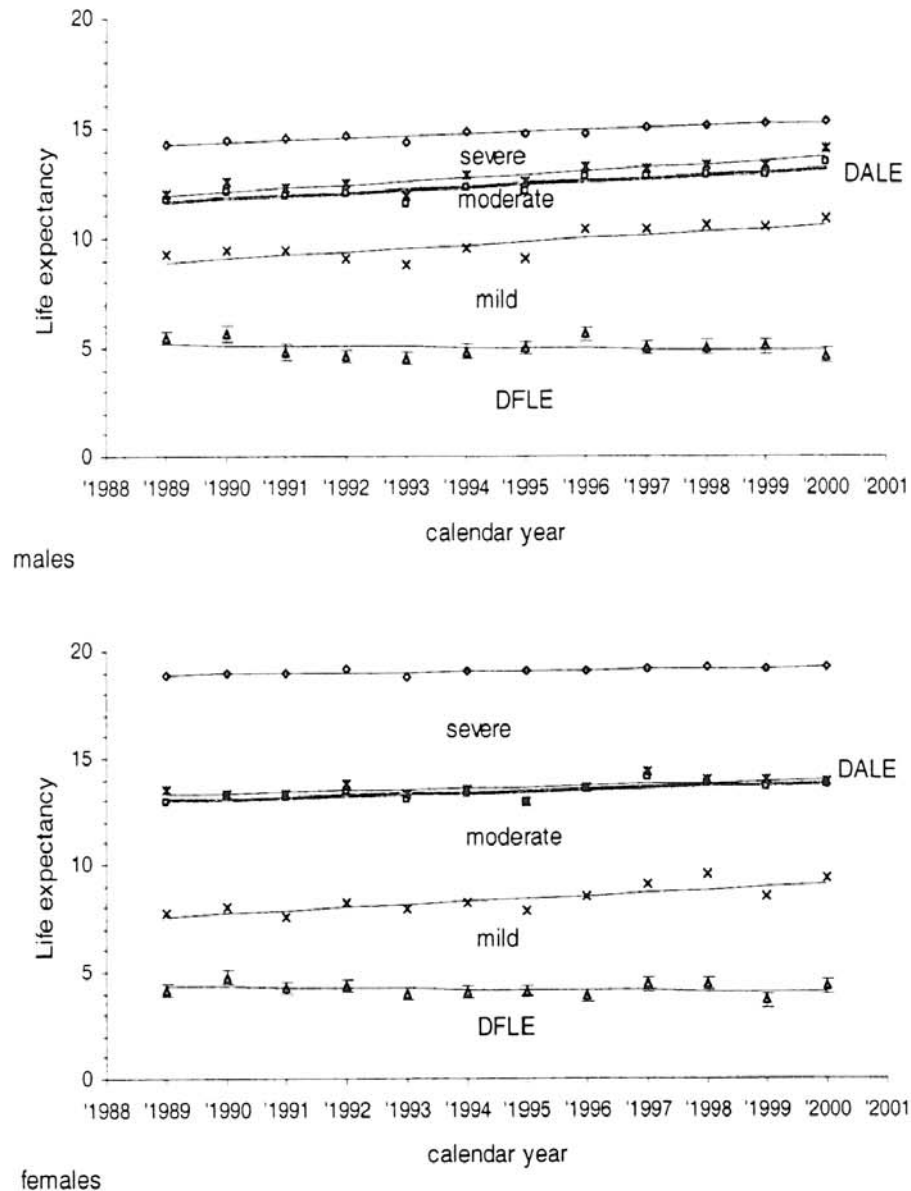 20
15
10
5
0
Life expectancy
severe
moderate
mild
DFLE
DALE
'1988 '1989 '1990 '1991 '1992 '1993 '1994 '1995 '1996 '1997 '1998 '1999 '2000 '2001
calendar year
males
20
15
10
5
0
Life expectancy
severe
moderate
mild
DFLE
DALE
'1988 '1989 '1990 '1991 '1992 '1993 '1994 '1995 '1996 '1997 '1998 '1999 '2000 '2001
calendar year
females